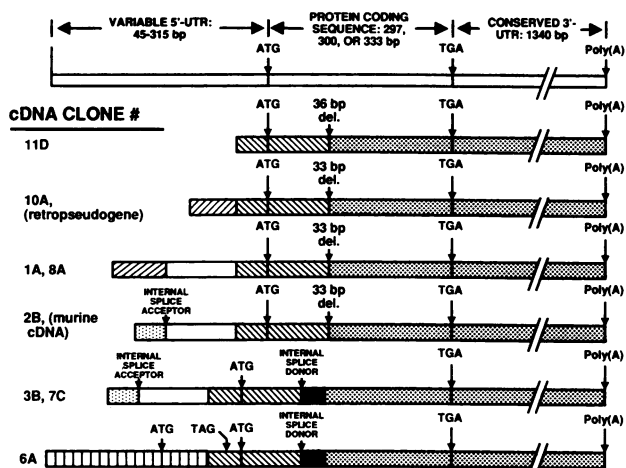 VARIABLE 5'-UTR:
45-315 bp
PROTEIN CODING
SEQUENCE: 297,
300, OR 333 bp
CONSERVED 3'-
UTR: 1340 bp
ATG
TGA
Poly(A)
cDNA CLONE #
ATG
36 bp
del.
TGA
Poly(A)
11D
ATG
33 bp
del.
TGA
Poly(A)
10A,
(retropseudogene)
ATG
33 bp
del.
TGA
Poly(A)
1A, 8A
INTERNAL
SPLICE
ACCEPTOR
ATG
33 bp
del.
TGA
Poly(A)
2B, (murine
cDNA)
INTERNAL
SPLICE
ACCEPTOR
ATG
INTERNAL
SPLICE
DONOR
TGA
Poly(A)
3B, 7C
ATG
TAG
ATG
INTERNAL
SPLICE
DONOR
TGA
Poly(A)
6A